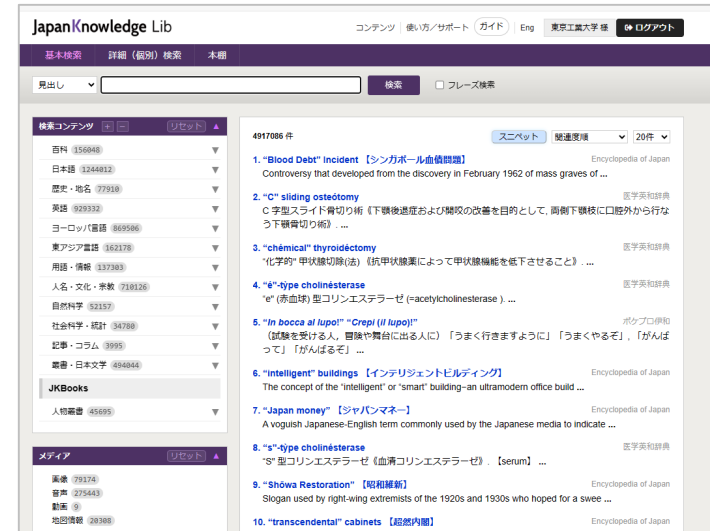 JapanKnowledge Lib
コンテンツ 使い方/サポート ガイド Eng 東京工業大学 様 ログアウト
基本検索 詳細（個別）検索 本棚
見出し 検索 フレーズ検索
検索コンテンツ + − リセット ▲
百科 156048 ▼
日本語 1244012 ▼
歴史・地名 77910 ▼
英語 929332 ▼
ヨーロッパ言語 869506 ▼
東アジア言語 162178 ▼
用語・情報 137303 ▼
人名・文化・宗教 710126 ▼
自然科学 52157 ▼
社会科学・統計 34780 ▼
記事・コラム 3995 ▼
叢書・日本文学 494044 ▼
JKBooks
人物叢書 45695 ▼
メディア リセット ▲
画像 79174
音声 275443
動画 9
地図情報 20308
4917086 件 スニペット 関連度順 20件
1. “Blood Debt” Incident 【シンガポール血債問題】 Encyclopedia of Japan
Controversy that developed from the discovery in February 1962 of mass graves of ...
2. “C” sliding osteótomy 医学英和辞典
C 字型スライド骨切り術《下顎後退症および開咬の改善を目的として, 両側下顎枝に口腔外から行な
う下顎骨切り術》. ...
3. “chémical” thyroidéctomy 医学英和辞典
“化学的” 甲状腺切除(法) 《抗甲状腺薬によって甲状腺機能を低下させること》. ...
4. “é”-týpe cholinésterase 医学英和辞典
“e” (赤血球) 型コリンエステラーゼ (=acetylcholinesterase ). ...
5. “In bocca al lupo!” “Crepi (il lupo)!” ポケプロ伊和
（試験を受ける人，冒険や舞台に出る人に）「うまく行きますように」「うまくやるぞ」,「がんば
って」「がんばるぞ」 ...
6. “intelligent” buildings 【インテリジェントビルディング】 Encyclopedia of Japan
The concept of the “intelligent” or “smart” building–an ultramodern office build ...
7. “Japan money” 【ジャパンマネー】 Encyclopedia of Japan
A voguish Japanese-English term commonly used by the Japanese media to indicate ...
8. “s”-týpe cholinésterase 医学英和辞典
“S” 型コリンエステラーゼ《血清コリンエステラーゼ》. 【serum】 ...
9. “Shōwa Restoration” 【昭和維新】 Encyclopedia of Japan
Slogan used by right-wing extremists of the 1920s and 1930s who hoped for a swee ...
10. “transcendental” cabinets 【超然内閣】 Encyclopedia of Japan